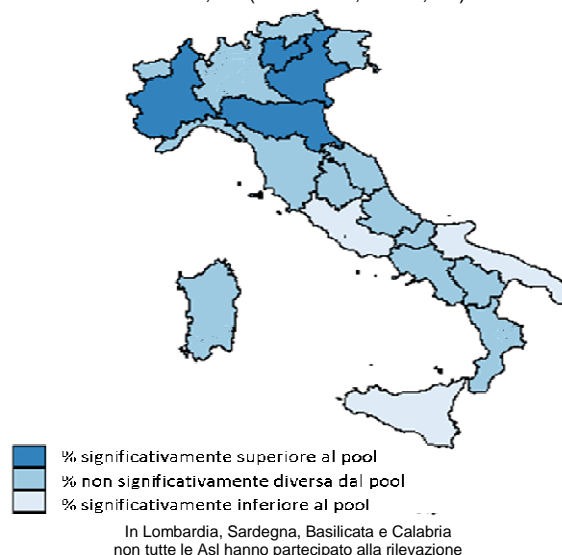 % significativamente superiore al pool
% non significativamente diversa dal pool
% significativamente inferiore al pool
In Lombardia, Sardegna, Basilicata e Calabria
non tutte le Asl hanno partecipato alla rilevazione